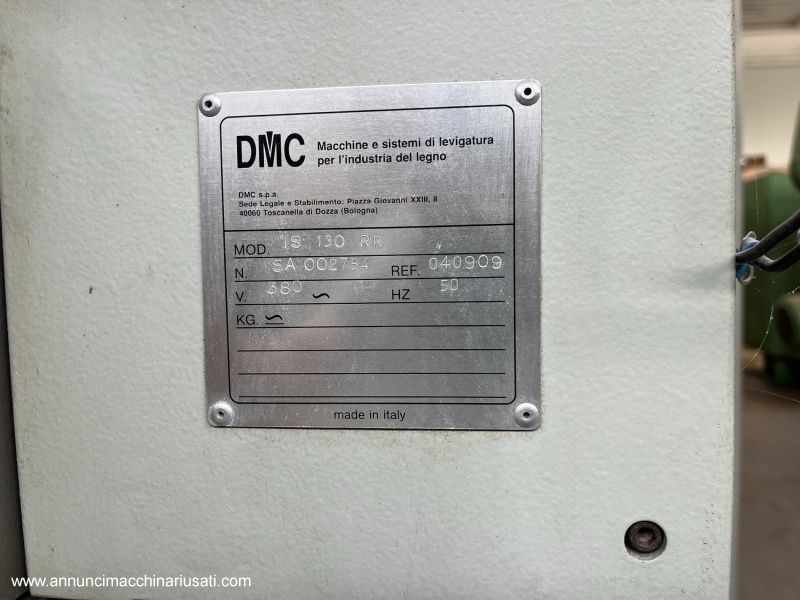 DMC
Macchine e sistemi di levigatura
per l'industria del legno
DMC s.p.a.
Sede Legale e Stabilimento: Piazza Giovanni XXIII, 8
40060 Toscanella di Dozza (Bologna)
MOD. IS 130 RR
N. SA 002754 REF. 040909
V. 380 HZ 50
KG.
made in italy
www.annuncimacchinariusati.com